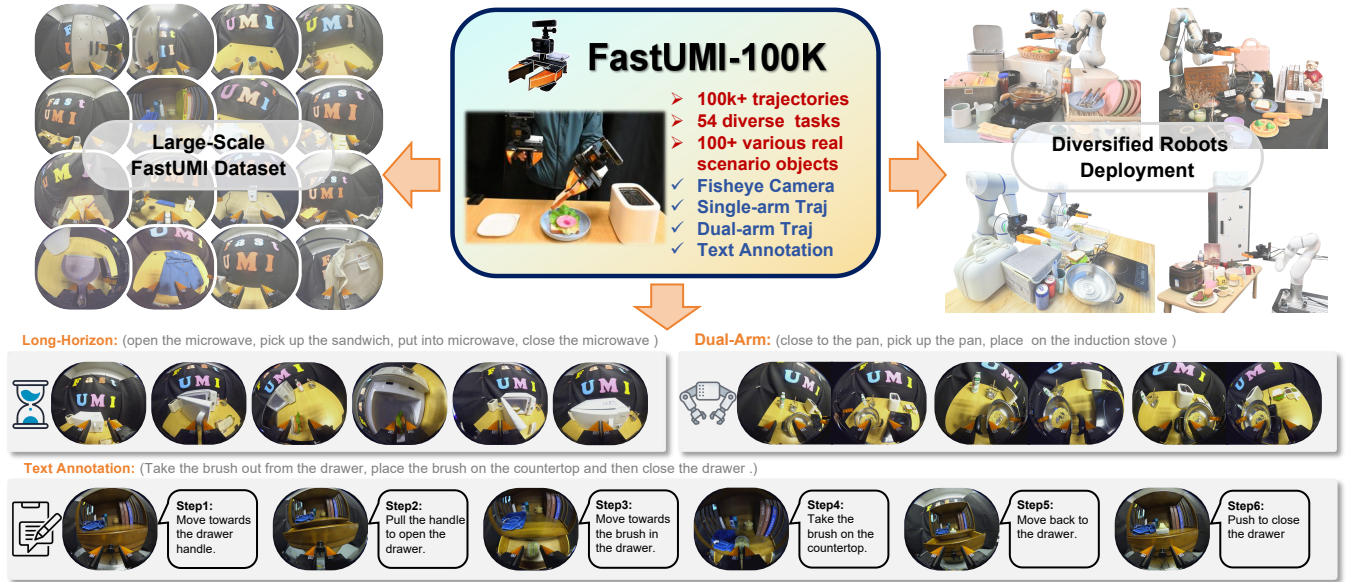 FastUMI-100K
100k+ trajectories
54 diverse tasks
100+ various real
scenario objects
Fisheye Camera
Single-arm Traj
Dual-arm Traj
Text Annotation
Large-Scale
FastUMI Dataset
Diversified Robots
Deployment
Long-Horizon: (open the microwave, pick up the sandwich, put into microwave, close the microwave )
Dual-Arm: (close to the pan, pick up the pan, place on the induction stove )
Text Annotation: (Take the brush out from the drawer, place the brush on the countertop and then close the drawer .)
Step1:
Move towards
the drawer
handle.
Step2:
Pull the handle
to open the
drawer.
Step3:
Move towards
the brush in
the drawer.
Step4:
Take the
brush on the
countertop.
Step5:
Move back to
the drawer.
Step6:
Push to close
the drawer